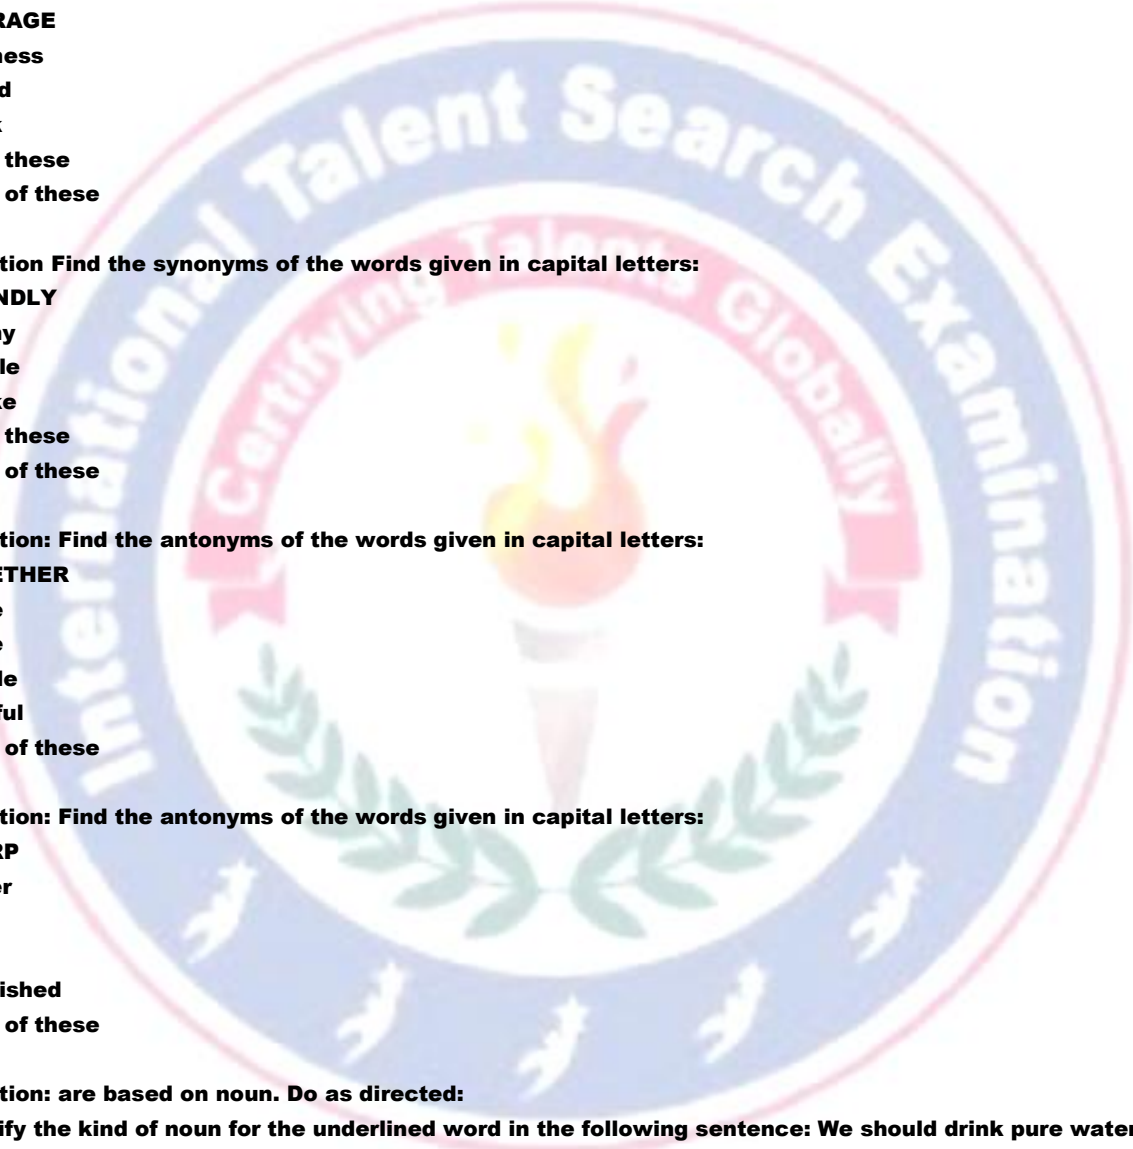 RAGE
ness
d
k
these
of these
tion Find the synonyms of the words given in capital letters:
NDLY
ny
le
ke
these
of these
tion: Find the antonyms of the words given in capital letters:
ETHER
e
e
le
ful
of these
tion: Find the antonyms of the words given in capital letters:
RP
er
ished
of these
tion: are based on noun. Do as directed:
ify the kind of noun for the underlined word in the following sentence: We should drink pure water
International Talent Search Examination
Certifying Talents Globally